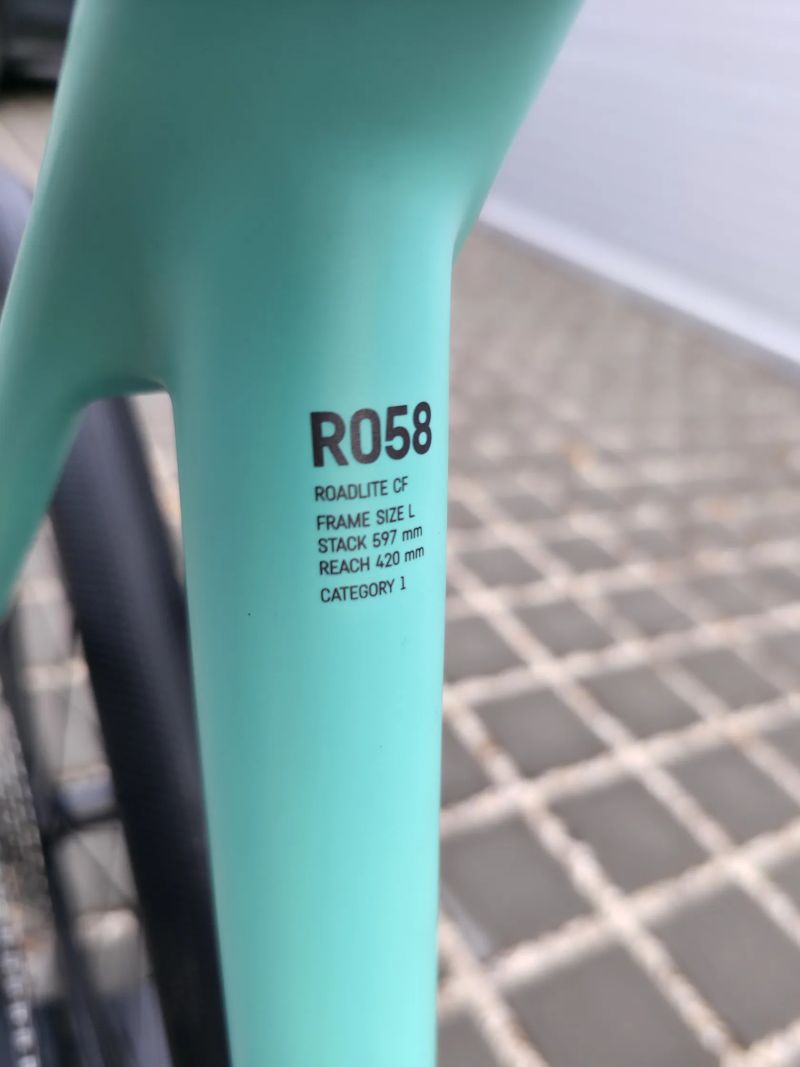 R058
ROADLITE CF
FRAME SIZE L
STACK 597 mm
REACH 420 mm
CATEGORY 1